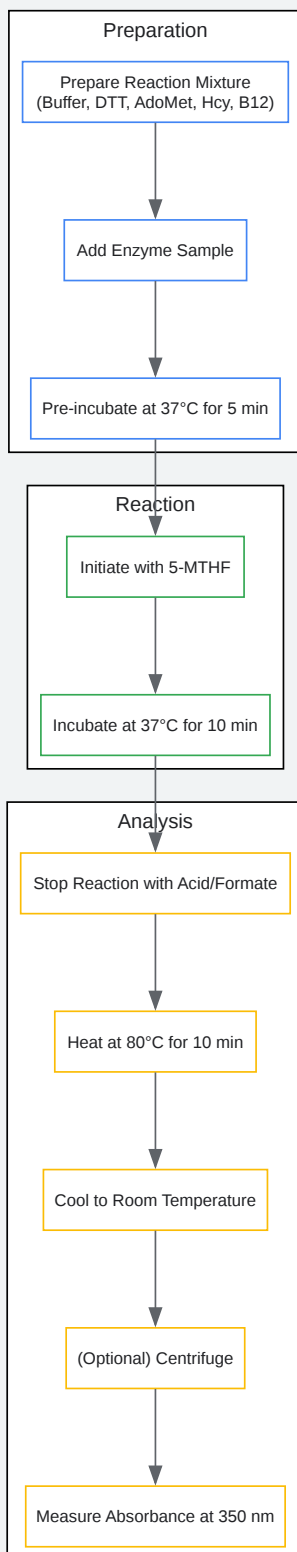 Preparation
Prepare Reaction Mixture
(Buffer, DTT, AdoMet, Hcy, B12)
Add Enzyme Sample
Pre-incubate at 37°C for 5 min
Reaction
Initiate with 5-MTHF
Incubate at 37°C for 10 min
Analysis
Stop Reaction with Acid/Formate
Heat at 80°C for 10 min
Cool to Room Temperature
(Optional) Centrifuge
Measure Absorbance at 350 nm